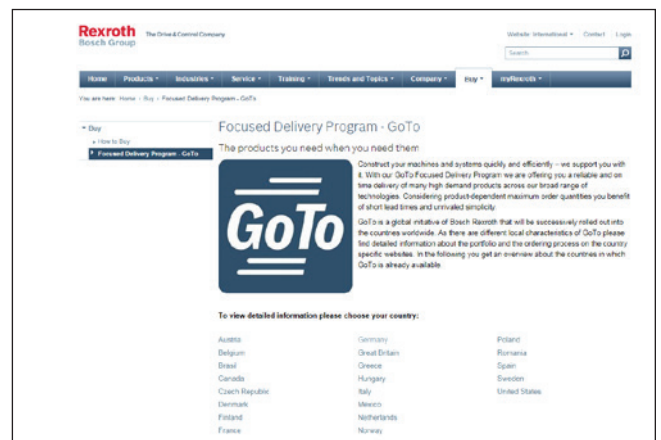 Rexroth
Bosch Group
The Drive & Control Company
Website International
Contact
Login
Search
Home Products Industries Service Training Trends and Topics Company Buy myRexroth
You are here: Home › Buy › Focused Delivery Program - GoTo
Buy
How to Buy
Focused Delivery Program - GoTo
Focused Delivery Program - GoTo
The products you need when you need them
GoTo
Construct your machines and systems quickly and efficiently – we support you with
it. With our GoTo Focused Delivery Program we are offering you a reliable and on
time delivery of many high demand products across our broad range of
technologies. Considering product-dependent maximum order quantities you benefit
of short lead times and unrivaled simplicity.
GoTo is a global initiative of Bosch Rexroth that will be successively rolled out into
the countries worldwide. As there are different local characteristics of GoTo please
find detailed information about the portfolio and the ordering process on the country
specific websites. In the following you get an overview about the countries in which
GoTo is already available.
To view detailed information please choose your country:
Austria Germany Poland
Belgium Great Britain Romania
Brasil Greece Spain
Canada Hungary Sweden
Czech Republic Italy United States
Denmark Mexico
Finland Netherlands
France Norway